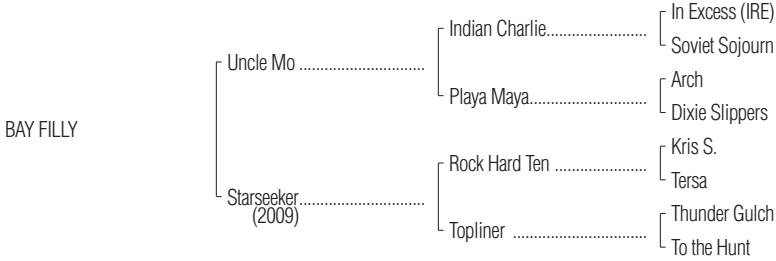 In Excess (IRE)
Indian Charlie
Soviet Sojourn
Uncle Mo
Arch
Playa Maya
Dixie Slippers
BAY FILLY
Kris S.
Rock Hard Ten
Tersa
Starseeker
(2009)
Thunder Gulch
Topliner
To the Hunt